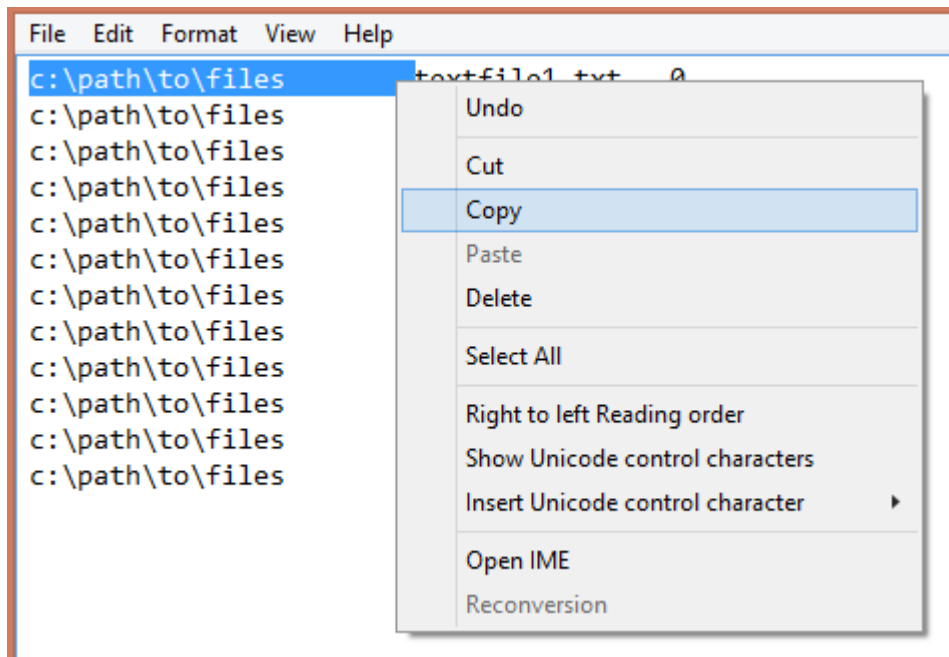 File Edit Format View Help
c:\path\to\files textfile1.txt 0
c:\path\to\files
c:\path\to\files
c:\path\to\files
c:\path\to\files
c:\path\to\files
c:\path\to\files
c:\path\to\files
c:\path\to\files
c:\path\to\files
c:\path\to\files
c:\path\to\files
Undo
Cut
Copy
Paste
Delete
Select All
Right to left Reading order
Show Unicode control characters
Insert Unicode control character
Open IME
Reconversion